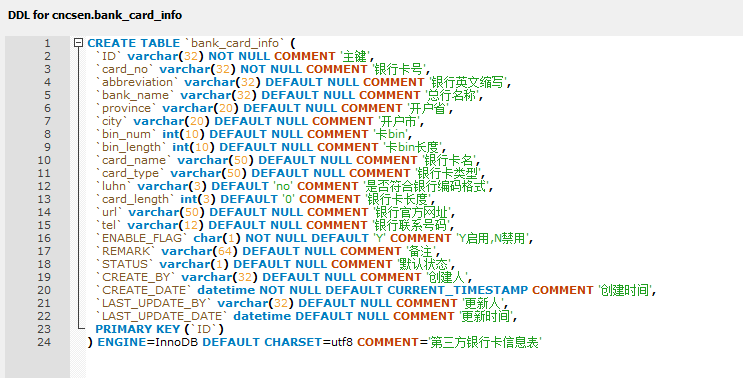 DDL for cncsen.bank_card_info
1 CREATE TABLE `bank_card_info` (
2 `ID` varchar(32) NOT NULL COMMENT '主键',
3 `card_no` varchar(32) NOT NULL COMMENT '银行卡号',
4 `abbreviation` varchar(32) DEFAULT NULL COMMENT '银行英文缩写',
5 `bank_name` varchar(32) DEFAULT NULL COMMENT '总行名称',
6 `province` varchar(20) DEFAULT NULL COMMENT '开户省',
7 `city` varchar(20) DEFAULT NULL COMMENT '开户市',
8 `bin_num` int(10) DEFAULT NULL COMMENT '卡bin',
9 `bin_length` int(10) DEFAULT NULL COMMENT '卡bin长度',
10 `card_name` varchar(50) DEFAULT NULL COMMENT '银行卡名',
11 `card_type` varchar(50) DEFAULT NULL COMMENT '银行卡类型',
12 `luhn` varchar(3) DEFAULT 'no' COMMENT '是否符合银行编码格式',
13 `card_length` int(3) DEFAULT '0' COMMENT '银行卡长度',
14 `url` varchar(50) DEFAULT NULL COMMENT '银行官方网址',
15 `tel` varchar(12) DEFAULT NULL COMMENT '银行联系号码',
16 `ENABLE_FLAG` char(1) NOT NULL DEFAULT 'Y' COMMENT 'Y启用,N禁用',
17 `REMARK` varchar(64) DEFAULT NULL COMMENT '备注',
18 `STATUS` varchar(1) DEFAULT NULL COMMENT '默认状态',
19 `CREATE_BY` varchar(32) DEFAULT NULL COMMENT '创建人',
20 `CREATE_DATE` datetime NOT NULL DEFAULT CURRENT_TIMESTAMP COMMENT '创建时间',
21 `LAST_UPDATE_BY` varchar(32) DEFAULT NULL COMMENT '更新人',
22 `LAST_UPDATE_DATE` datetime DEFAULT NULL COMMENT '更新时间',
23 PRIMARY KEY (`ID`)
24 ) ENGINE=InnoDB DEFAULT CHARSET=utf8 COMMENT='第三方银行卡信息表'